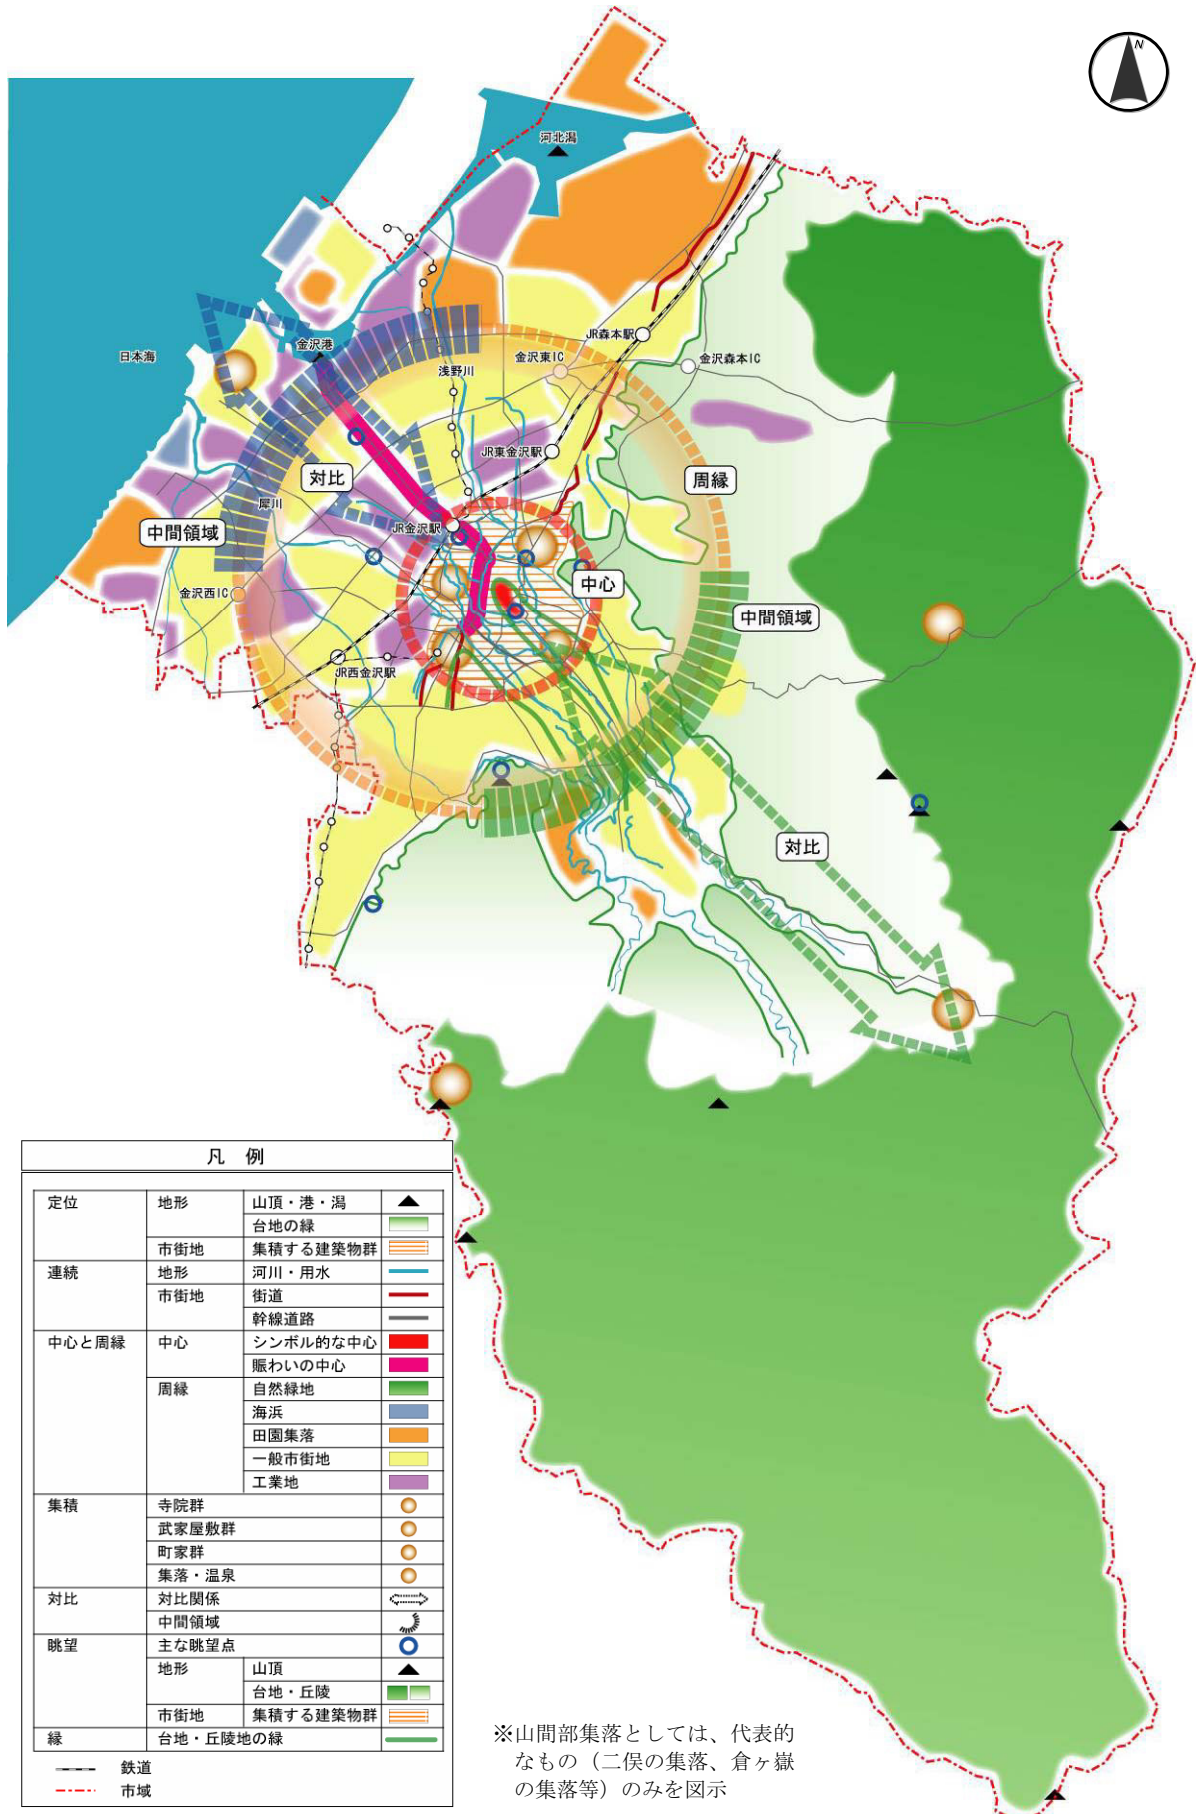 N
河北潟
日本海
金沢港
浅野川
金沢東IC
JR森本駅
金沢森本IC
JR東金沢駅
対比
周縁
犀川
中間領域
JR金沢駅
中心
金沢西IC
中間領域
JR西金沢駅
対比
凡 例
定位 地形 山頂・港・潟
台地の緑
市街地 集積する建築物群
連続 地形 河川・用水
市街地 街道
幹線道路
中心と周縁 中心 シンボル的な中心
賑わいの中心
周縁 自然緑地
海浜
田園集落
一般市街地
工業地
集積 寺院群
武家屋敷群
町家群
集落・温泉
対比 対比関係
中間領域
眺望 主な眺望点
地形 山頂
台地・丘陵
市街地 集積する建築物群
縁 台地・丘陵地の縁
鉄道
市域
※山間部集落としては、代表的
なもの（二俣の集落、倉ヶ嶽
の集落等）のみを図示